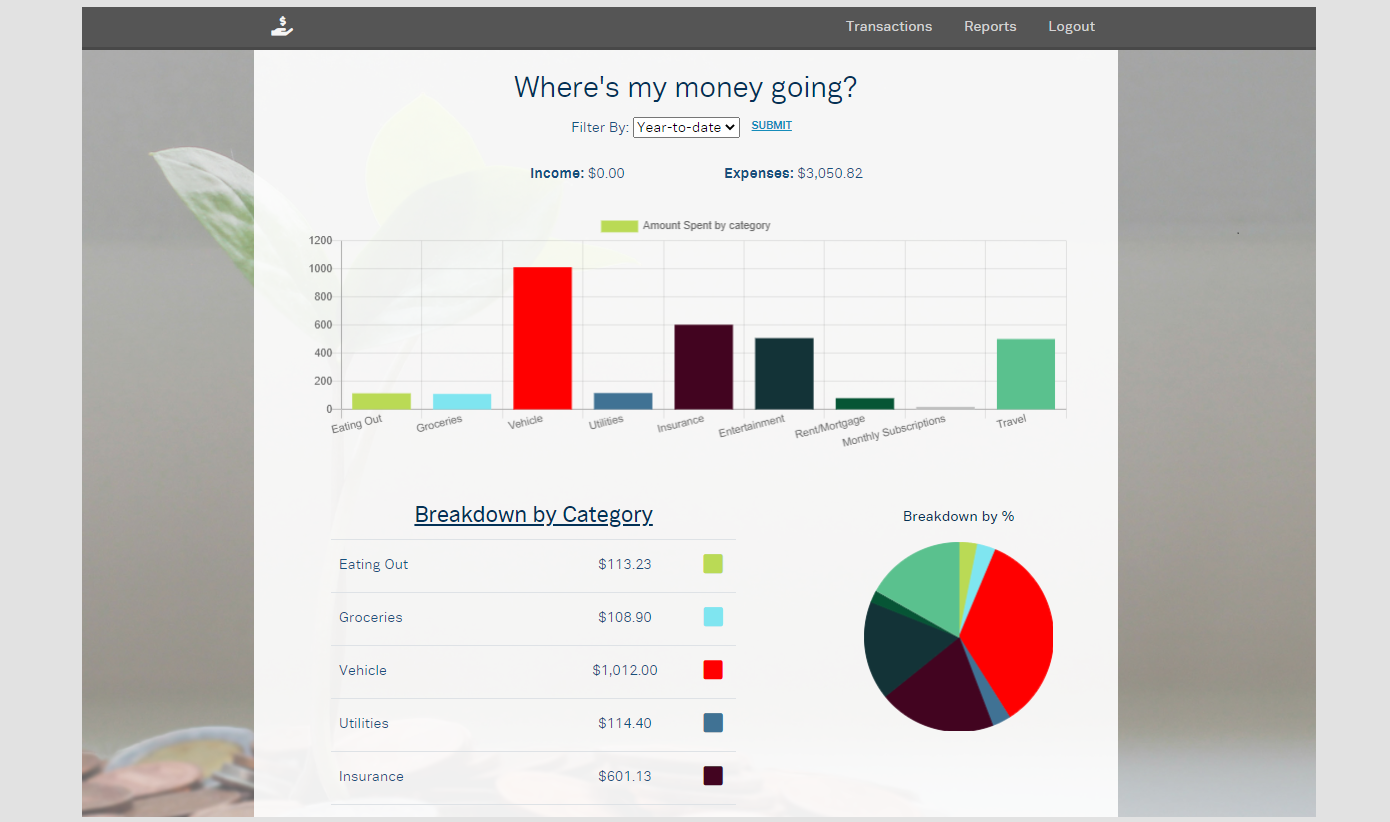 Transactions Reports Logout
Where's my money going?
Filter By: Year-to-date SUBMIT
Income: $0.00 Expenses: $3,050.82
Amount Spent by category
1200
1000
800
600
400
200
0
Eating Out Groceries Vehicle Utilities Insurance Entertainment Rent/Mortgage Monthly Subscriptions Travel
Breakdown by Category
Breakdown by %
Eating Out $113.23
Groceries $108.90
Vehicle $1,012.00
Utilities $114.40
Insurance $601.13